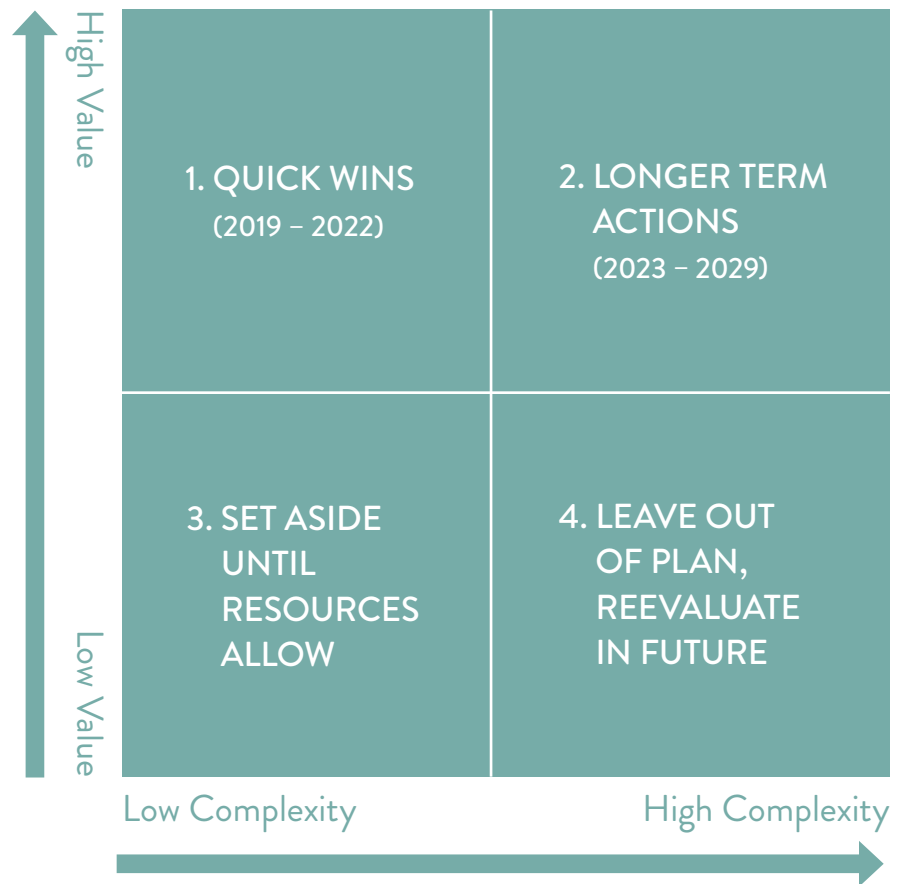 High Value
1. QUICK WINS
(2019 – 2022)
2. LONGER TERM
ACTIONS
(2023 – 2029)
3. SET ASIDE
UNTIL
RESOURCES
ALLOW
4. LEAVE OUT
OF PLAN,
REEVALUATE
IN FUTURE
Low Value
Low Complexity
High Complexity